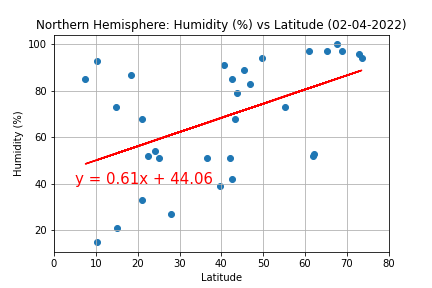 Northern Hemisphere: Humidity (%) vs Latitude (02-04-2022)
100
80
60
40
20
Humidity (%)
y = 0.61x + 44.06
0 10 20 30 40 50 60 70 80
Latitude